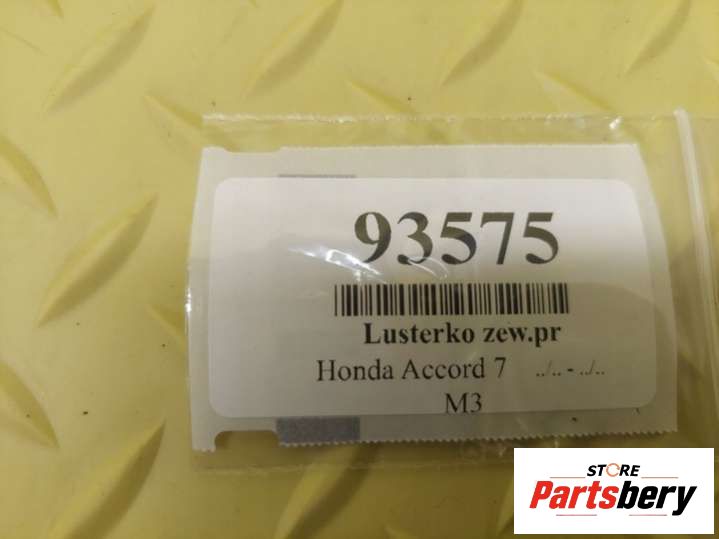 93575
Lusterko zew.pr
Honda Accord 7 ../.. - ../..
M3
STORE
Partsbery